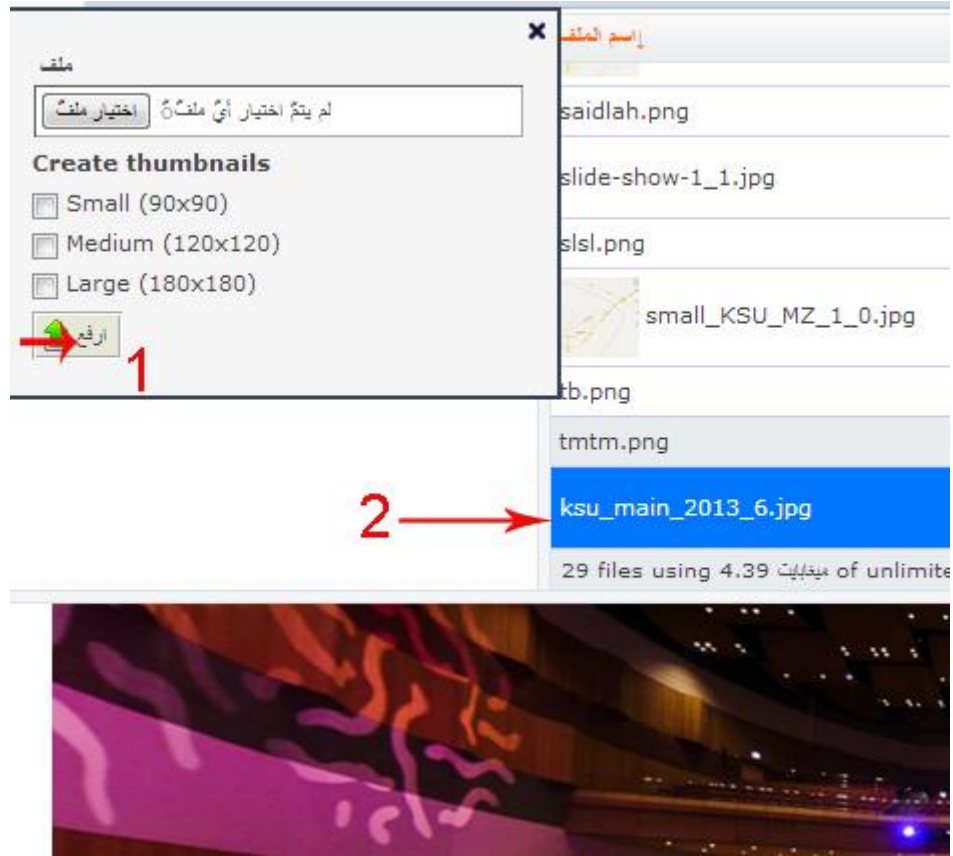 ملف
اختيار ملفٌ لم يتمّ اختيار أيّ ملفٌ
Create thumbnails
Small (90x90)
Medium (120x120)
Large (180x180)
ارفع
1
إسم الملف
saidlah.png
slide-show-1_1.jpg
slsl.png
small_KSU_MZ_1_0.jpg
tb.png
tmtm.png
2
ksu_main_2013_6.jpg
29 files using 4.39 ميغابايت of unlimite